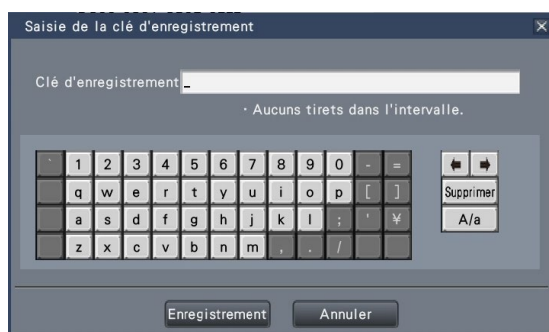 Saisie de la clé d'enregistrement
Clé d'enregistrement _
· Aucuns tirets dans l'intervalle.
` 1 2 3 4 5 6 7 8 9 0 - =
q w e r t y u i o p [ ] Supprimer
a s d f g h j k l ; ' ¥ A/a
z x c v b n m , . /
Enregistrement Annuler